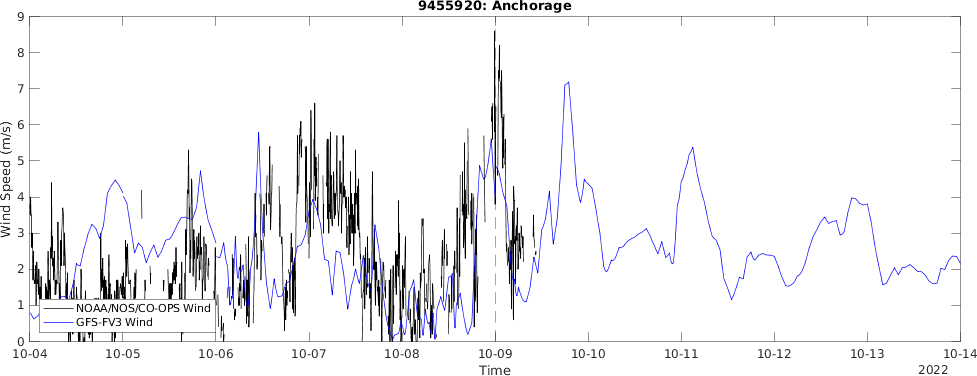 9455920: Anchorage
9
8
7
6
5
4
3
2
1
0
Wind Speed (m/s)
NOAA/NOS/CO-OPS Wind
GFS-FV3 Wind
10-04 10-05 10-06 10-07 10-08 10-09 10-10 10-11 10-12 10-13 10-14
Time
2022